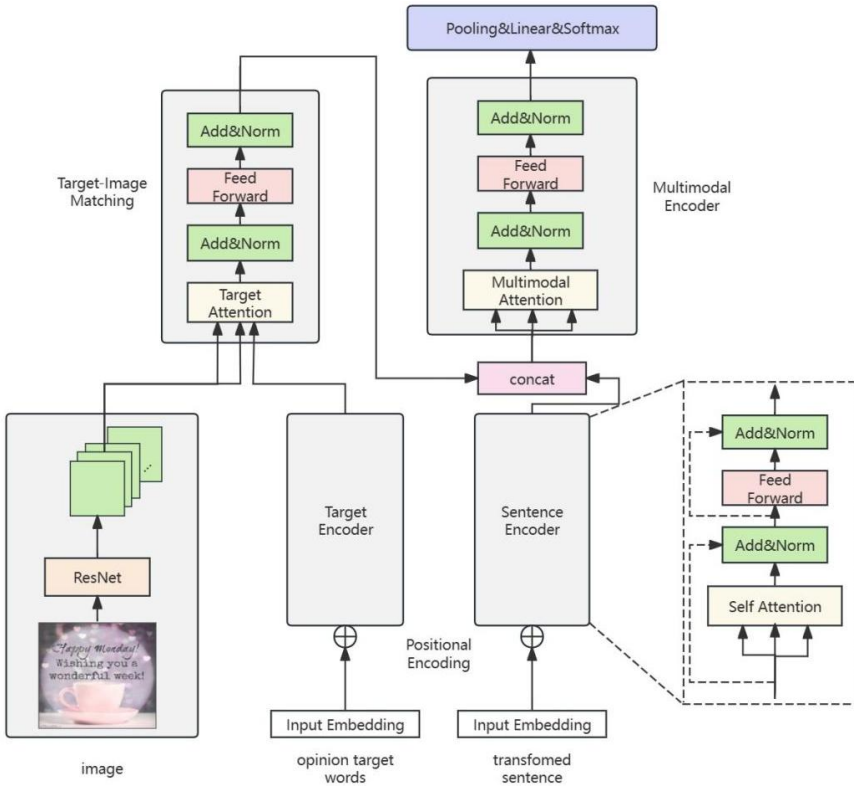 Pooling&Linear&Softmax
Add&Norm
Feed
Forward
Add&Norm
Target
Attention
Target-Image
Matching
Add&Norm
Feed
Forward
Add&Norm
Multimodal
Attention
Multimodal
Encoder
concat
ResNet
Happy Monday!
Wishing you a
wonderful week!
image
Target
Encoder
Sentence
Encoder
Positional
Encoding
Input Embedding
opinion target
words
Input Embedding
transfomed
sentence
Add&Norm
Feed
Forward
Add&Norm
Self Attention